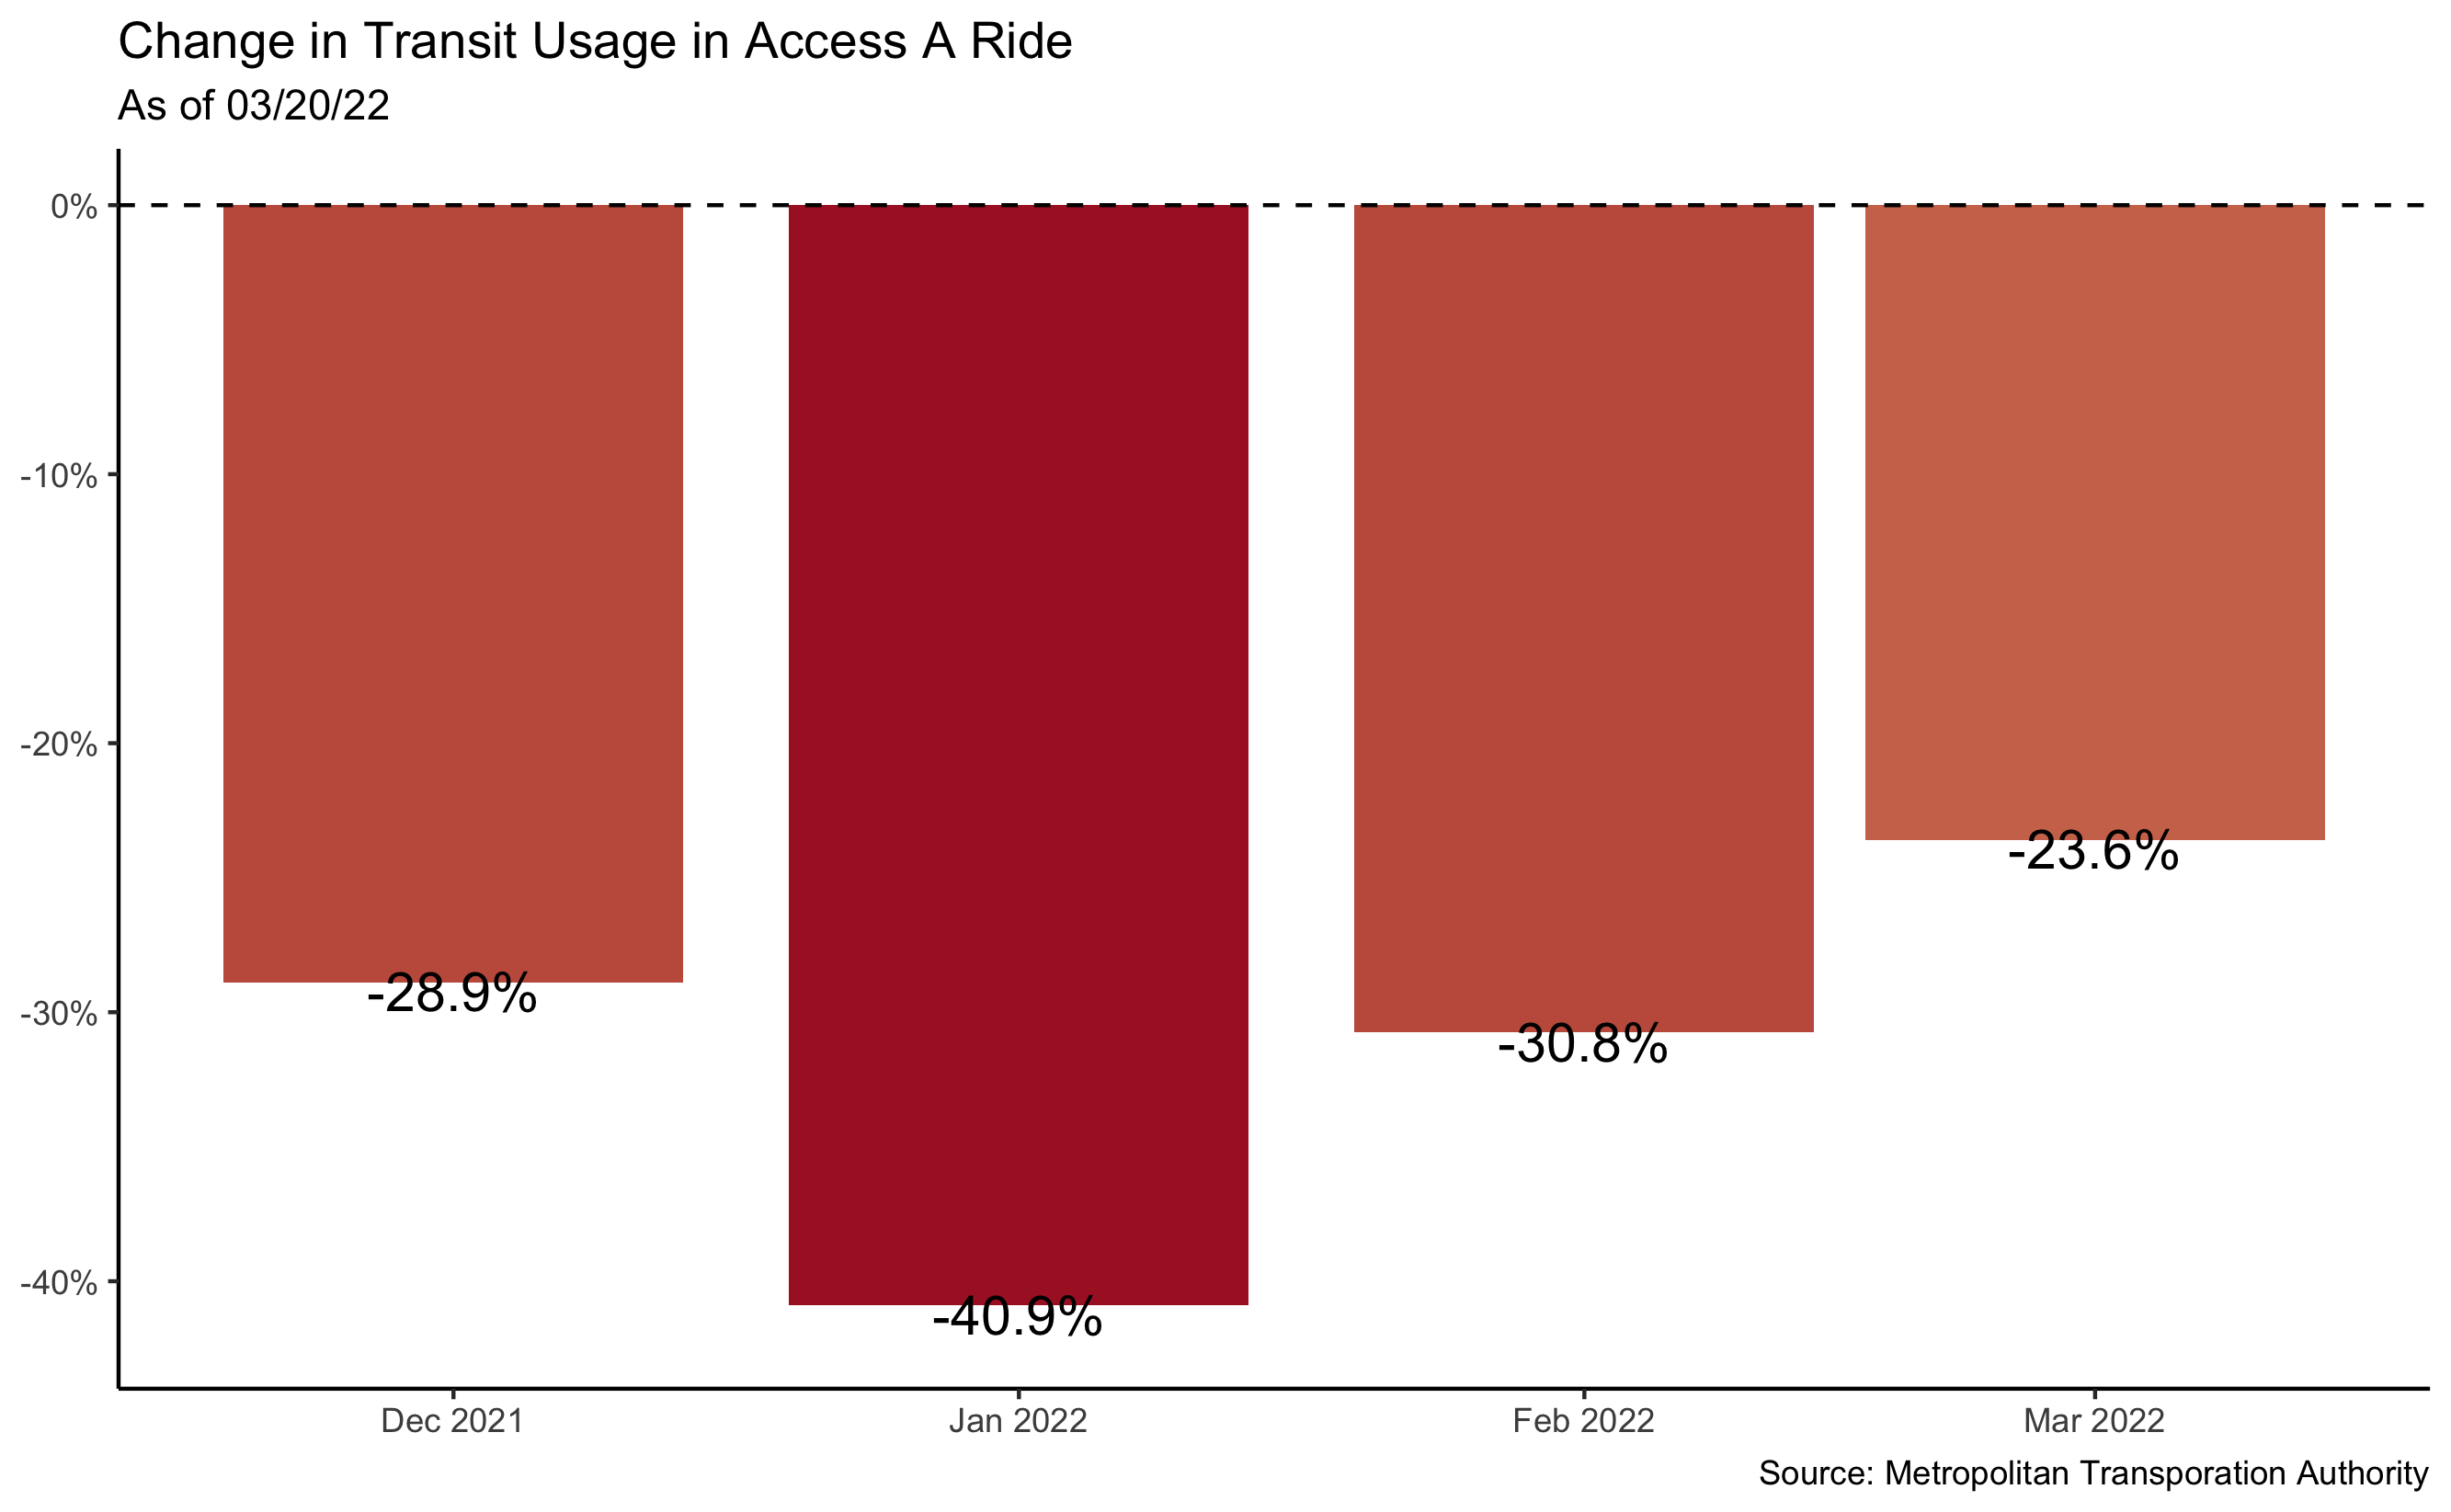 Change in Transit Usage in Access A Ride
As of 03/20/22
0%
-10%
-20%
-30%
-40%
-28.9%
-40.9%
-30.8%
-23.6%
Dec 2021
Jan 2022
Feb 2022
Mar 2022
Source: Metropolitan Transporation Authority